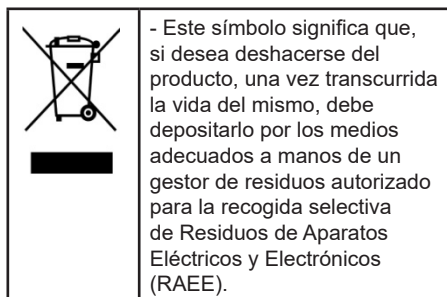 - Este símbolo significa que,
si desea deshacerse del
producto, una vez transcurrida
la vida del mismo, debe
depositarlo por los medios
adecuados a manos de un
gestor de residuos autorizado
para la recogida selectiva
de Residuos de Aparatos
Eléctricos y Electrónicos
(RAEE).